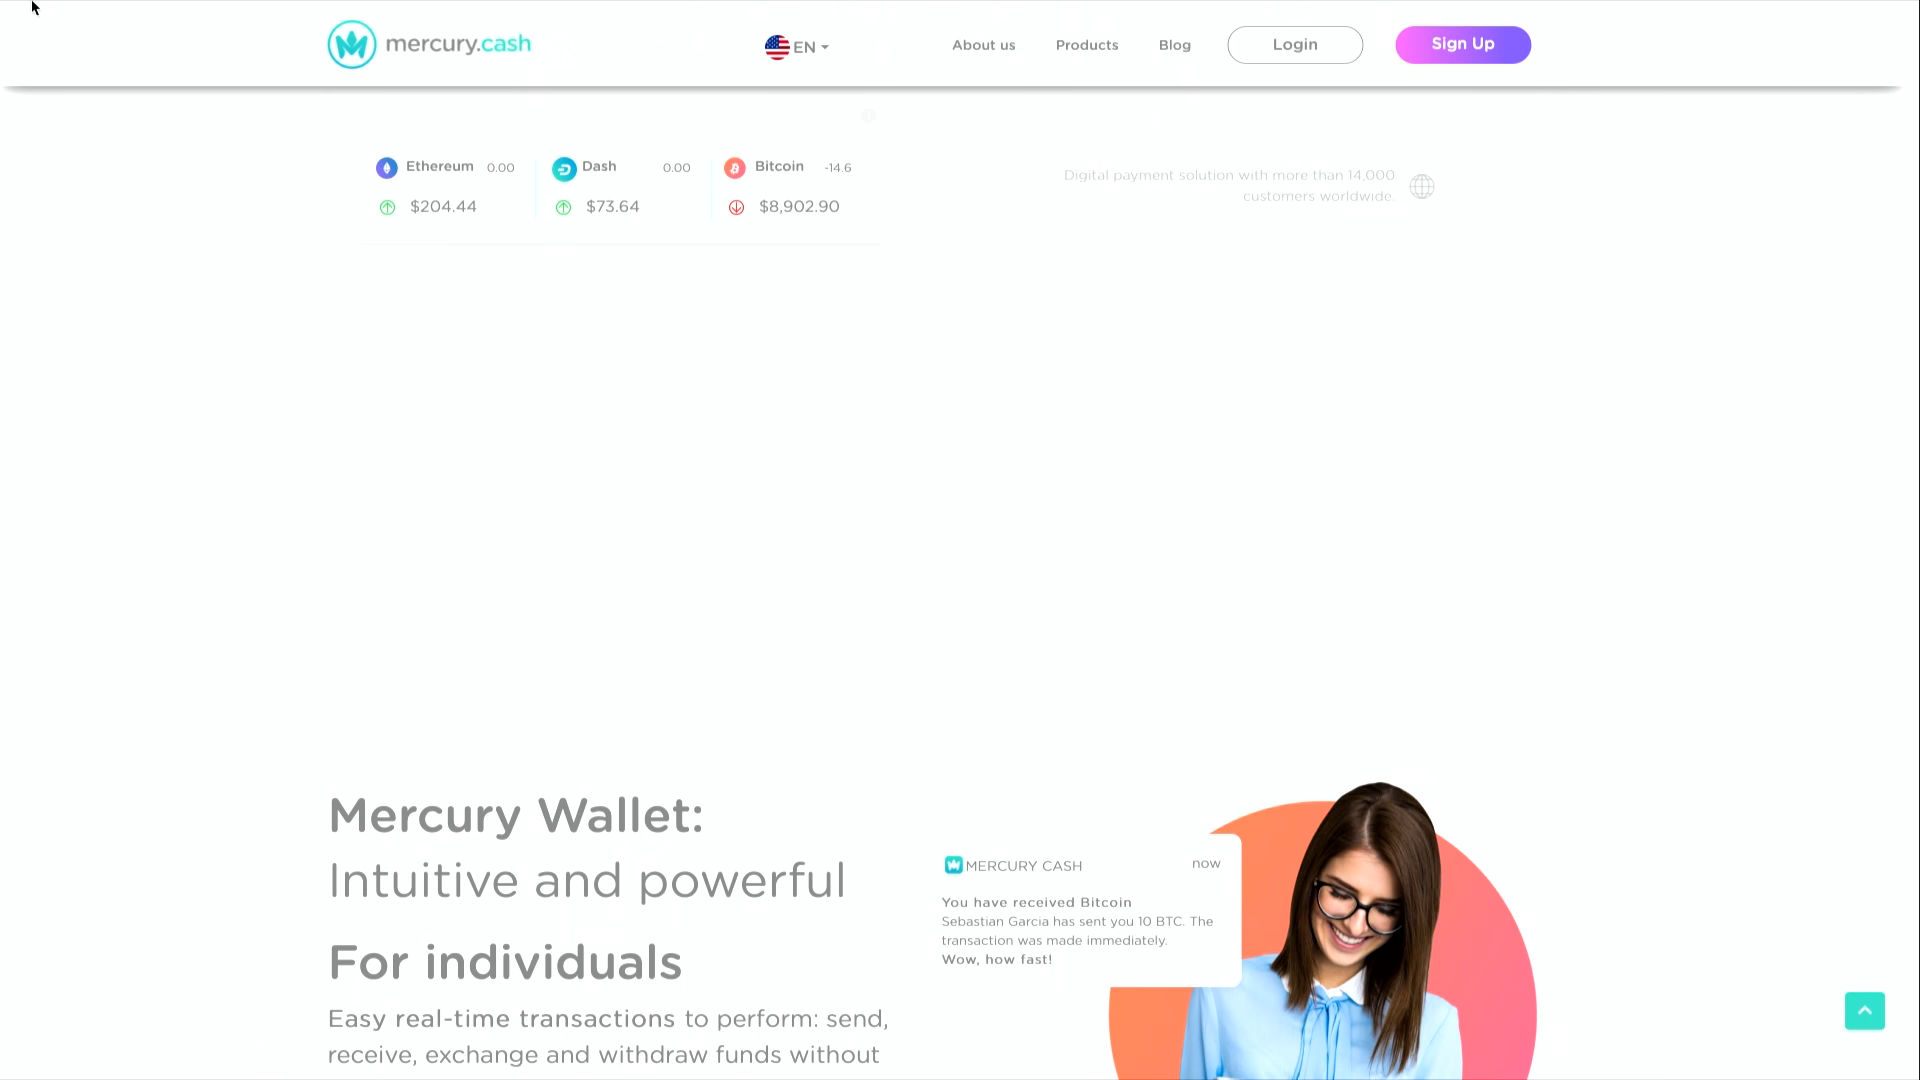 mercury.cash
EN
About us
Products
Blog
Login
Sign Up
Ethereum 0.00
$204.44
Dash 0.00
$73.64
Bitcoin -14.6
$8,902.90
Digital payment solution with more than 14,000
customers worldwide.
Mercury Wallet:
Intuitive and powerful
For individuals
Easy real-time transactions to perform: send,
receive, exchange and withdraw funds without
MERCURY CASH now
You have received Bitcoin
Sebastian Garcia has sent you 10 BTC. The
transaction was made immediately.
Wow, how fast!